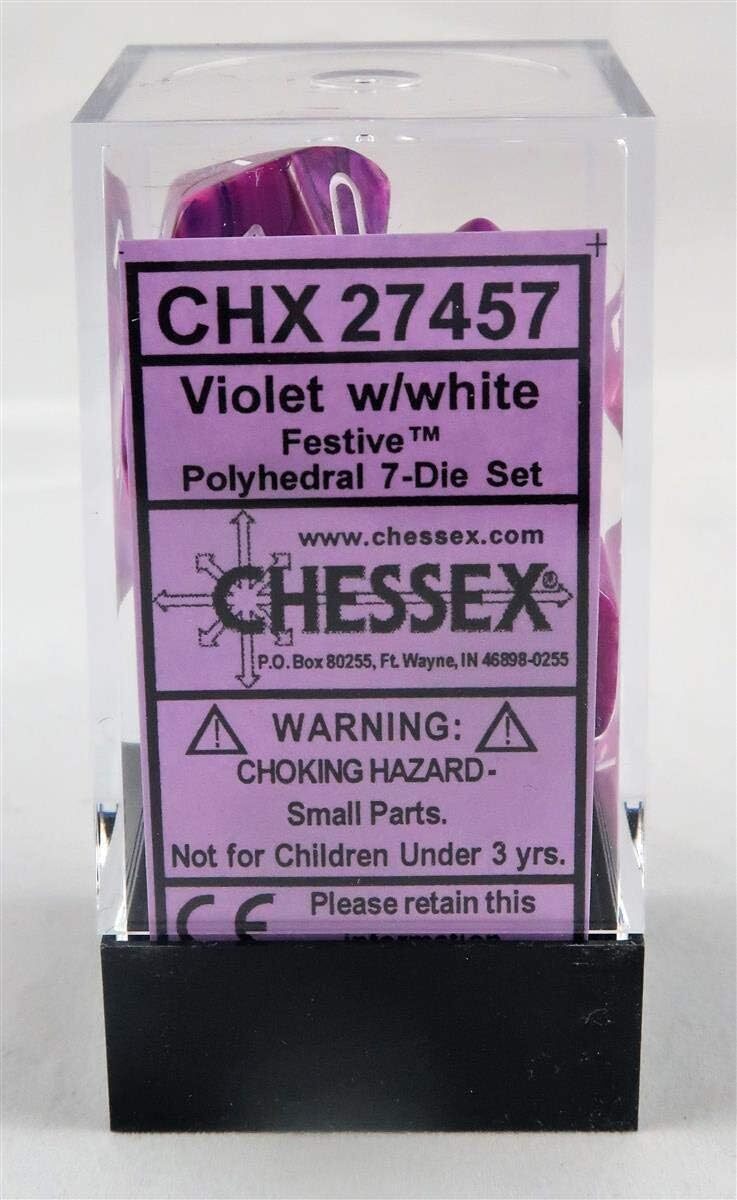 CHX 27457
Violet w/white
Festive™
Polyhedral 7-Die Set
www.chessex.com
CHESSEX®
P.O. Box 80255, Ft. Wayne, IN 46898-0255
WARNING:
CHOKING HAZARD-
Small Parts.
Not for Children Under 3 yrs.
CE Please retain this
information